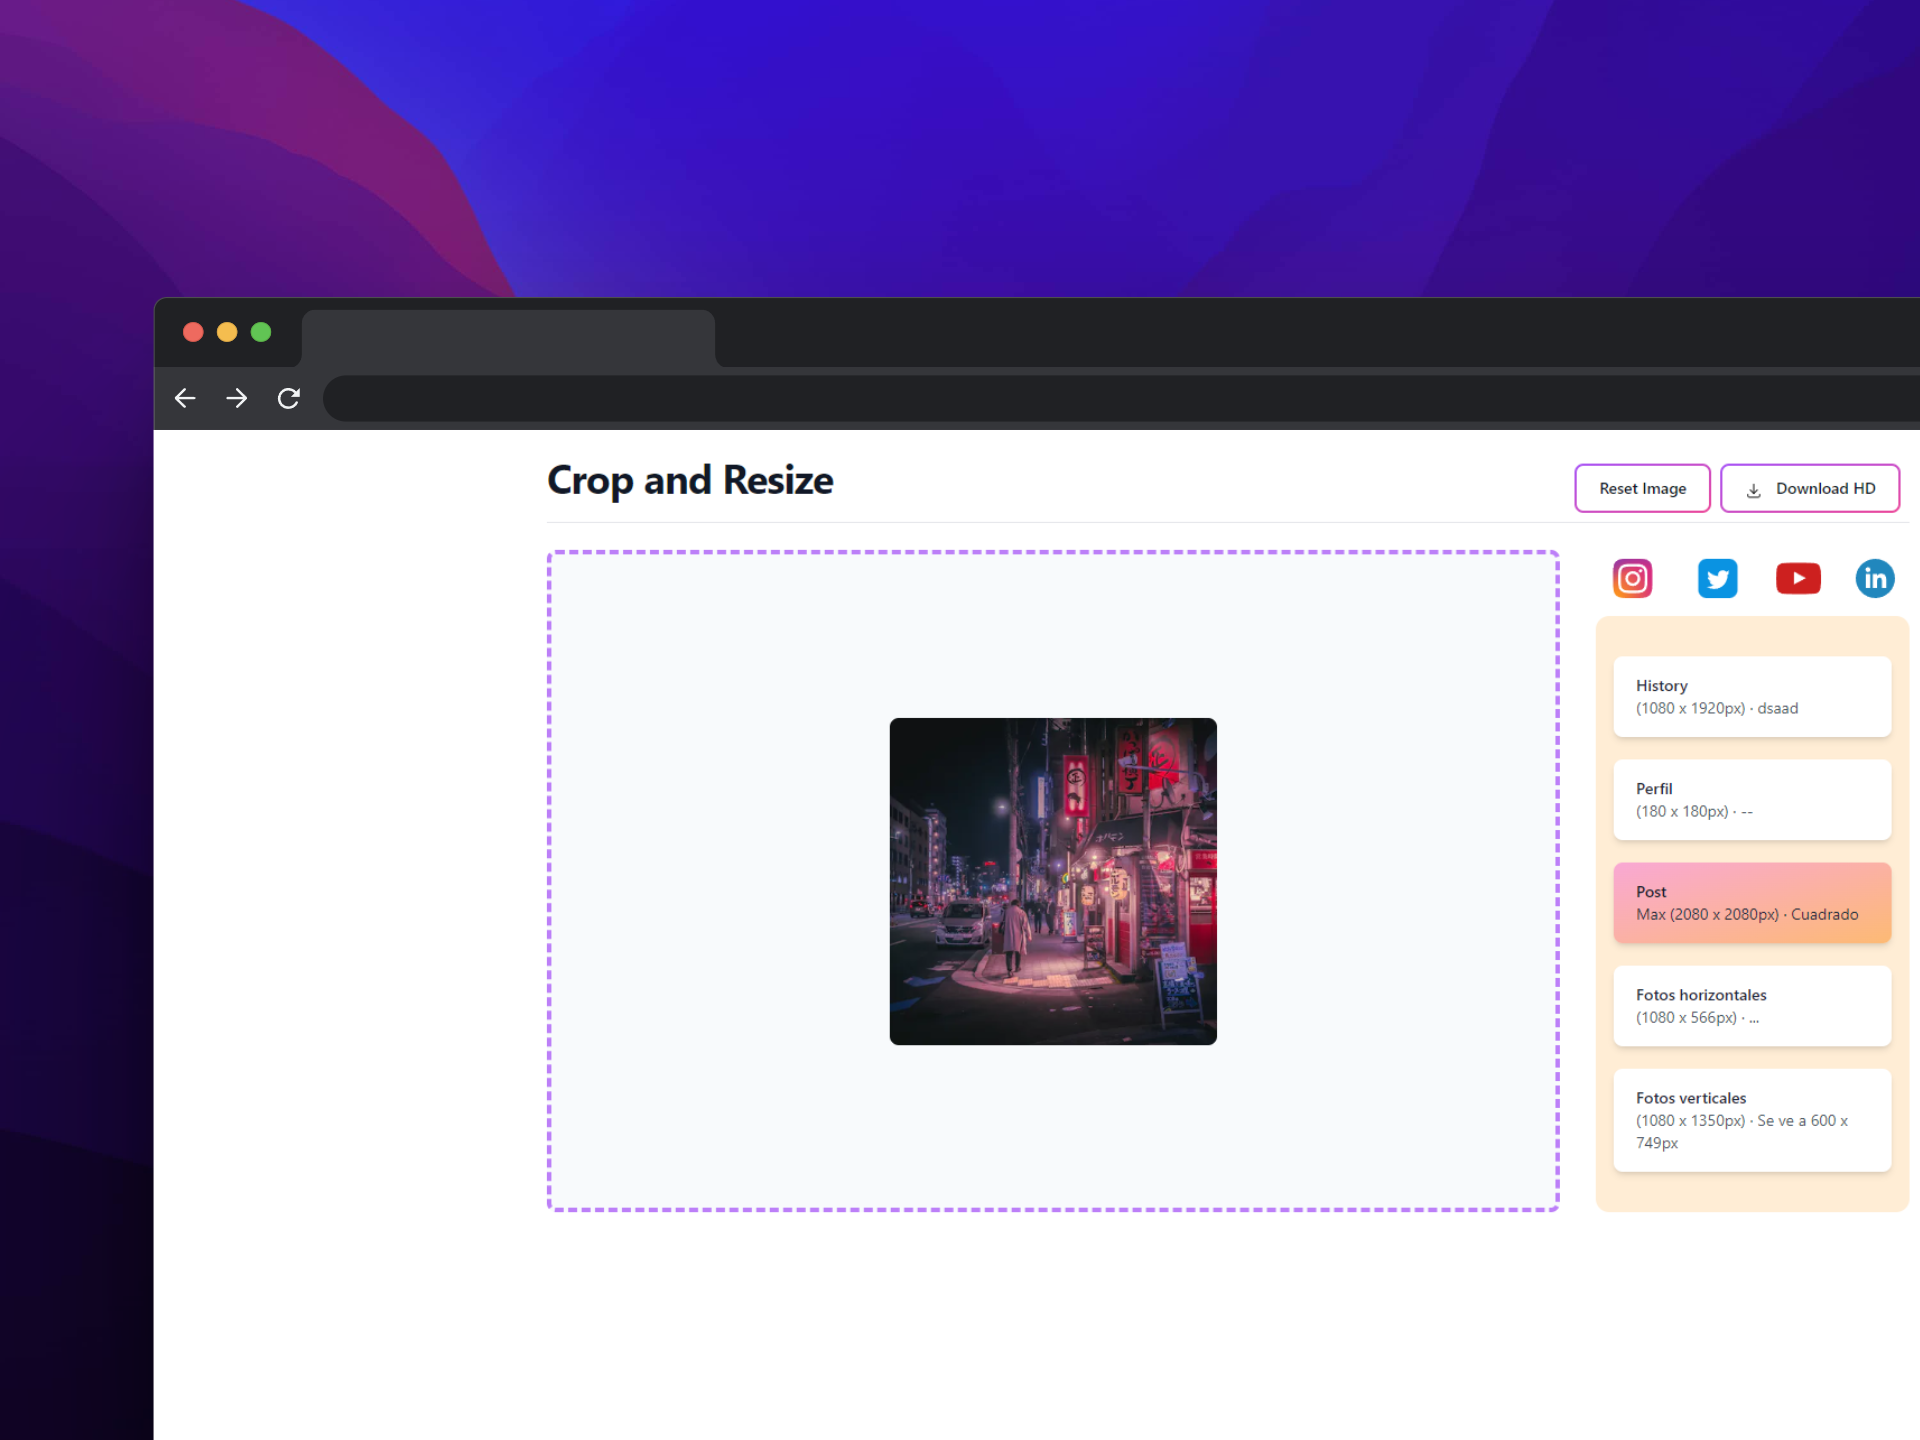 Crop and Resize
Reset Image
Download HD
in
History
(1080 x 1920px) · dsaad
Perfil
(180 x 180px) · --
Post
Max (2080 x 2080px) · Cuadrado
Fotos horizontales
(1080 x 566px) · ...
Fotos verticales
(1080 x 1350px) · Se ve a 600 x
749px